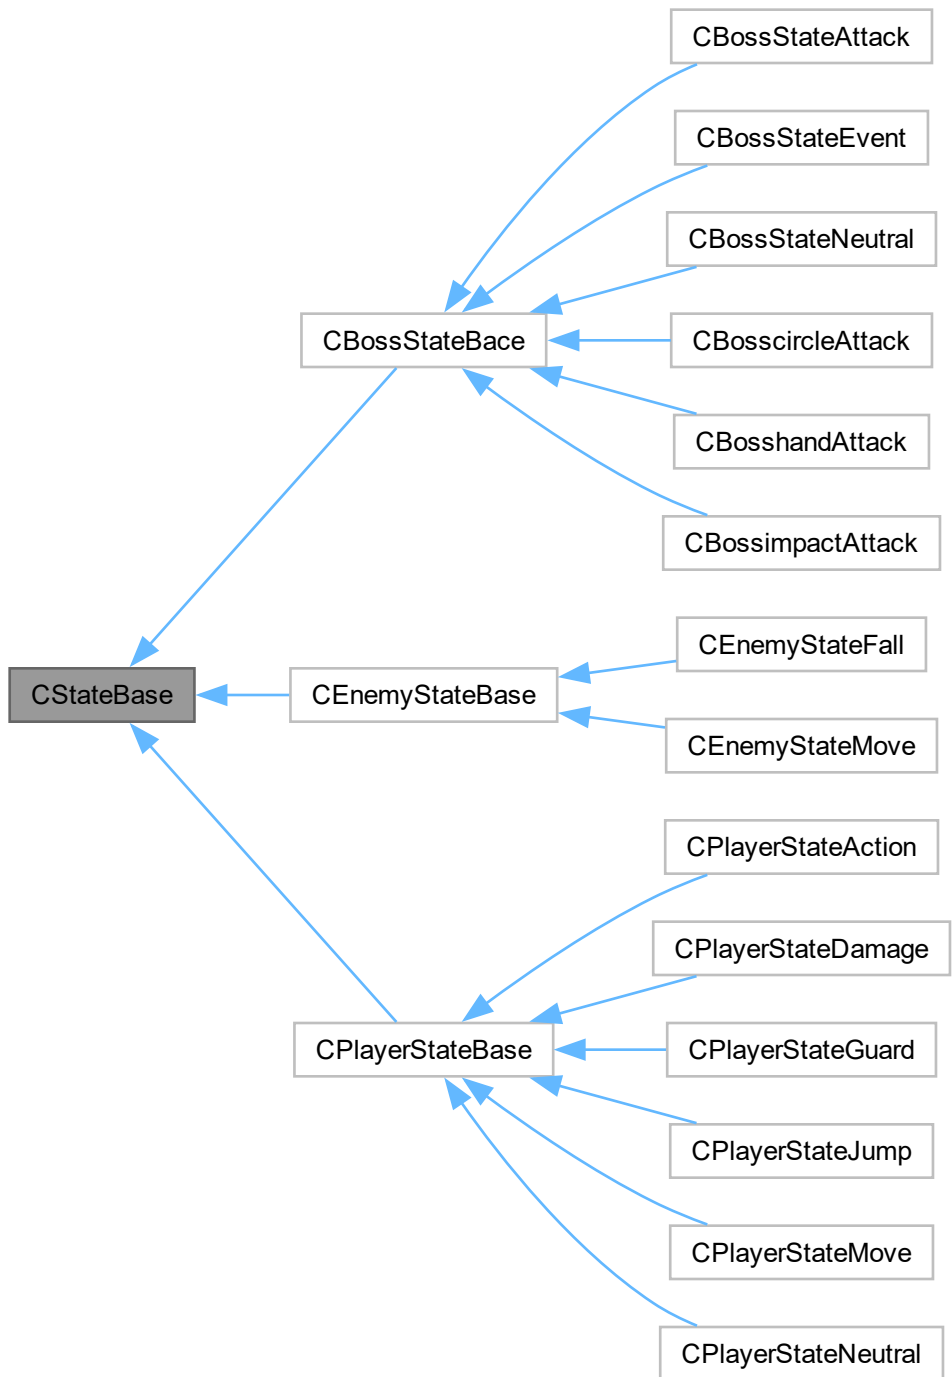 CBossStateAttack
CBossStateEvent
CBossStateNeutral
CBossStateBace
CBosscircleAttack
CBosshandAttack
CBossimpactAttack
CEnemyStateFall
CStateBase
CEnemyStateBase
CEnemyStateMove
CPlayerStateAction
CPlayerStateDamage
CPlayerStateBase
CPlayerStateGuard
CPlayerStateJump
CPlayerStateMove
CPlayerStateNeutral